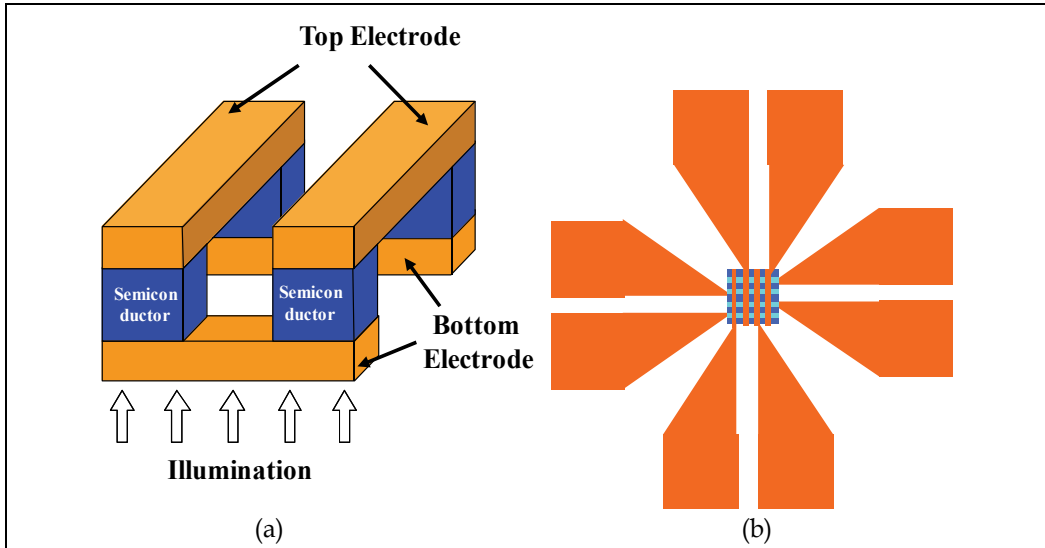 Top Electrode
Semicon
ductor
Semicon
ductor
Bottom
Electrode
Illumination
(a)
(b)